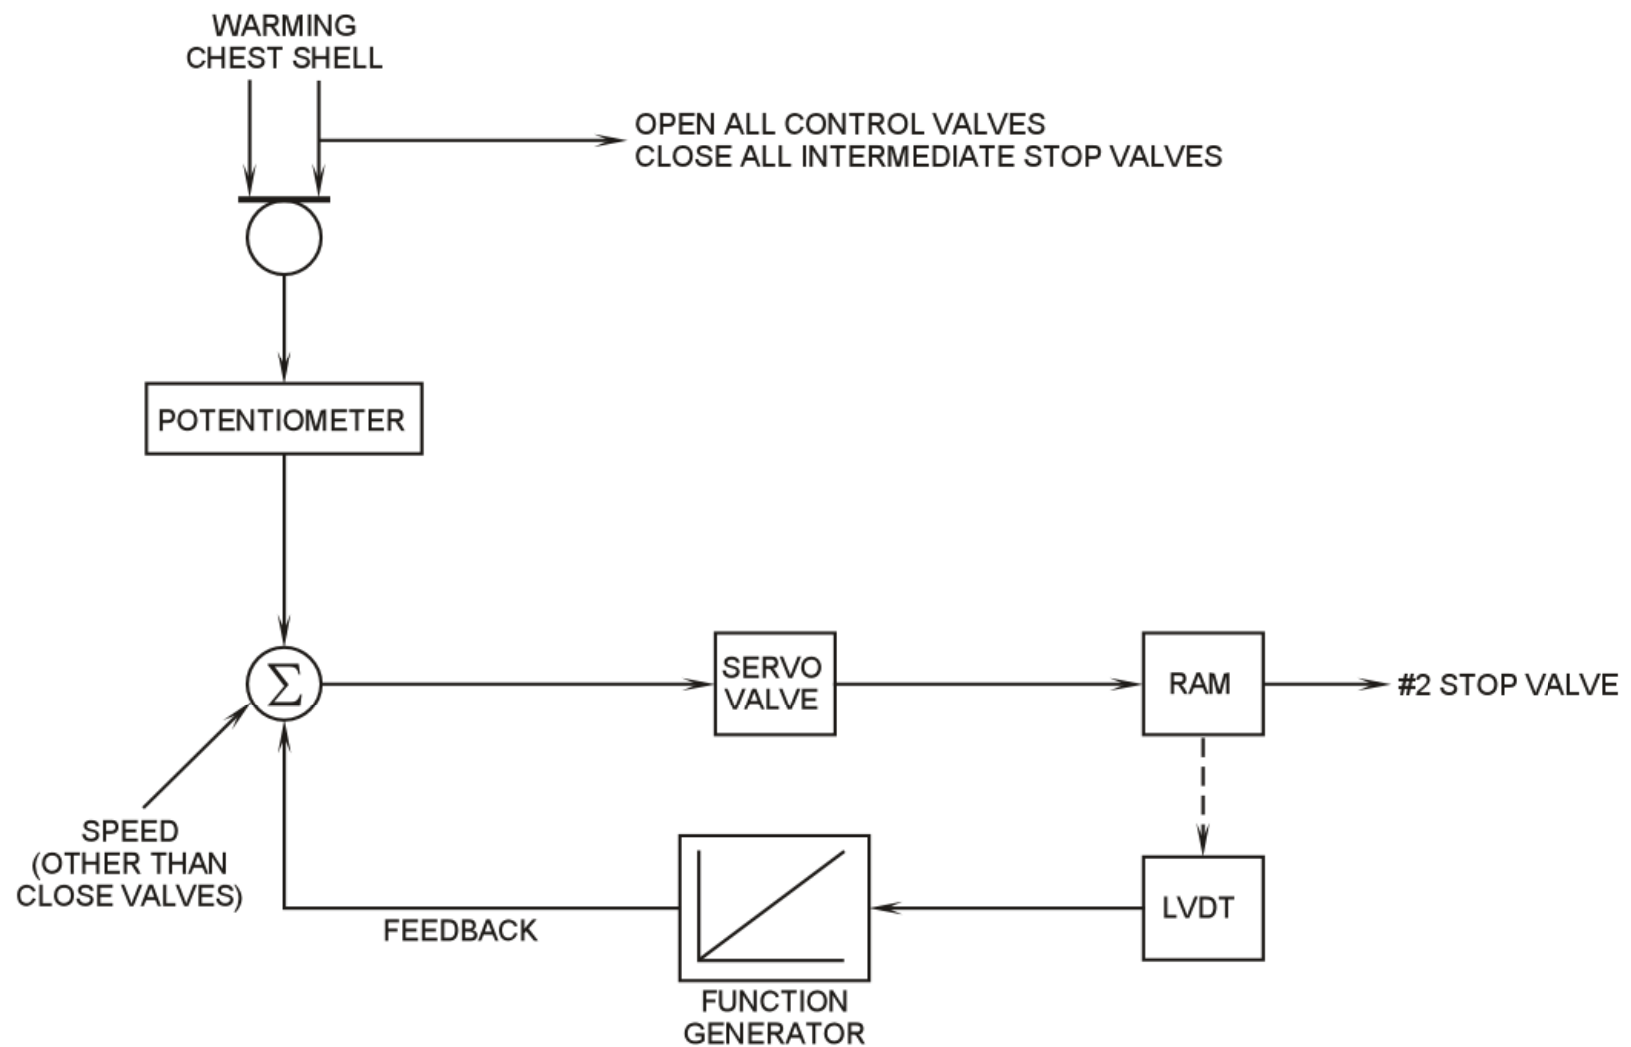 WARMING
CHEST SHELL
OPEN ALL CONTROL VALVES
CLOSE ALL INTERMEDIATE STOP VALVES
POTENTIOMETER
Σ
SERVO
VALVE
RAM
#2 STOP VALVE
SPEED
(OTHER THAN
CLOSE VALVES)
FEEDBACK
LVDT
FUNCTION
GENERATOR